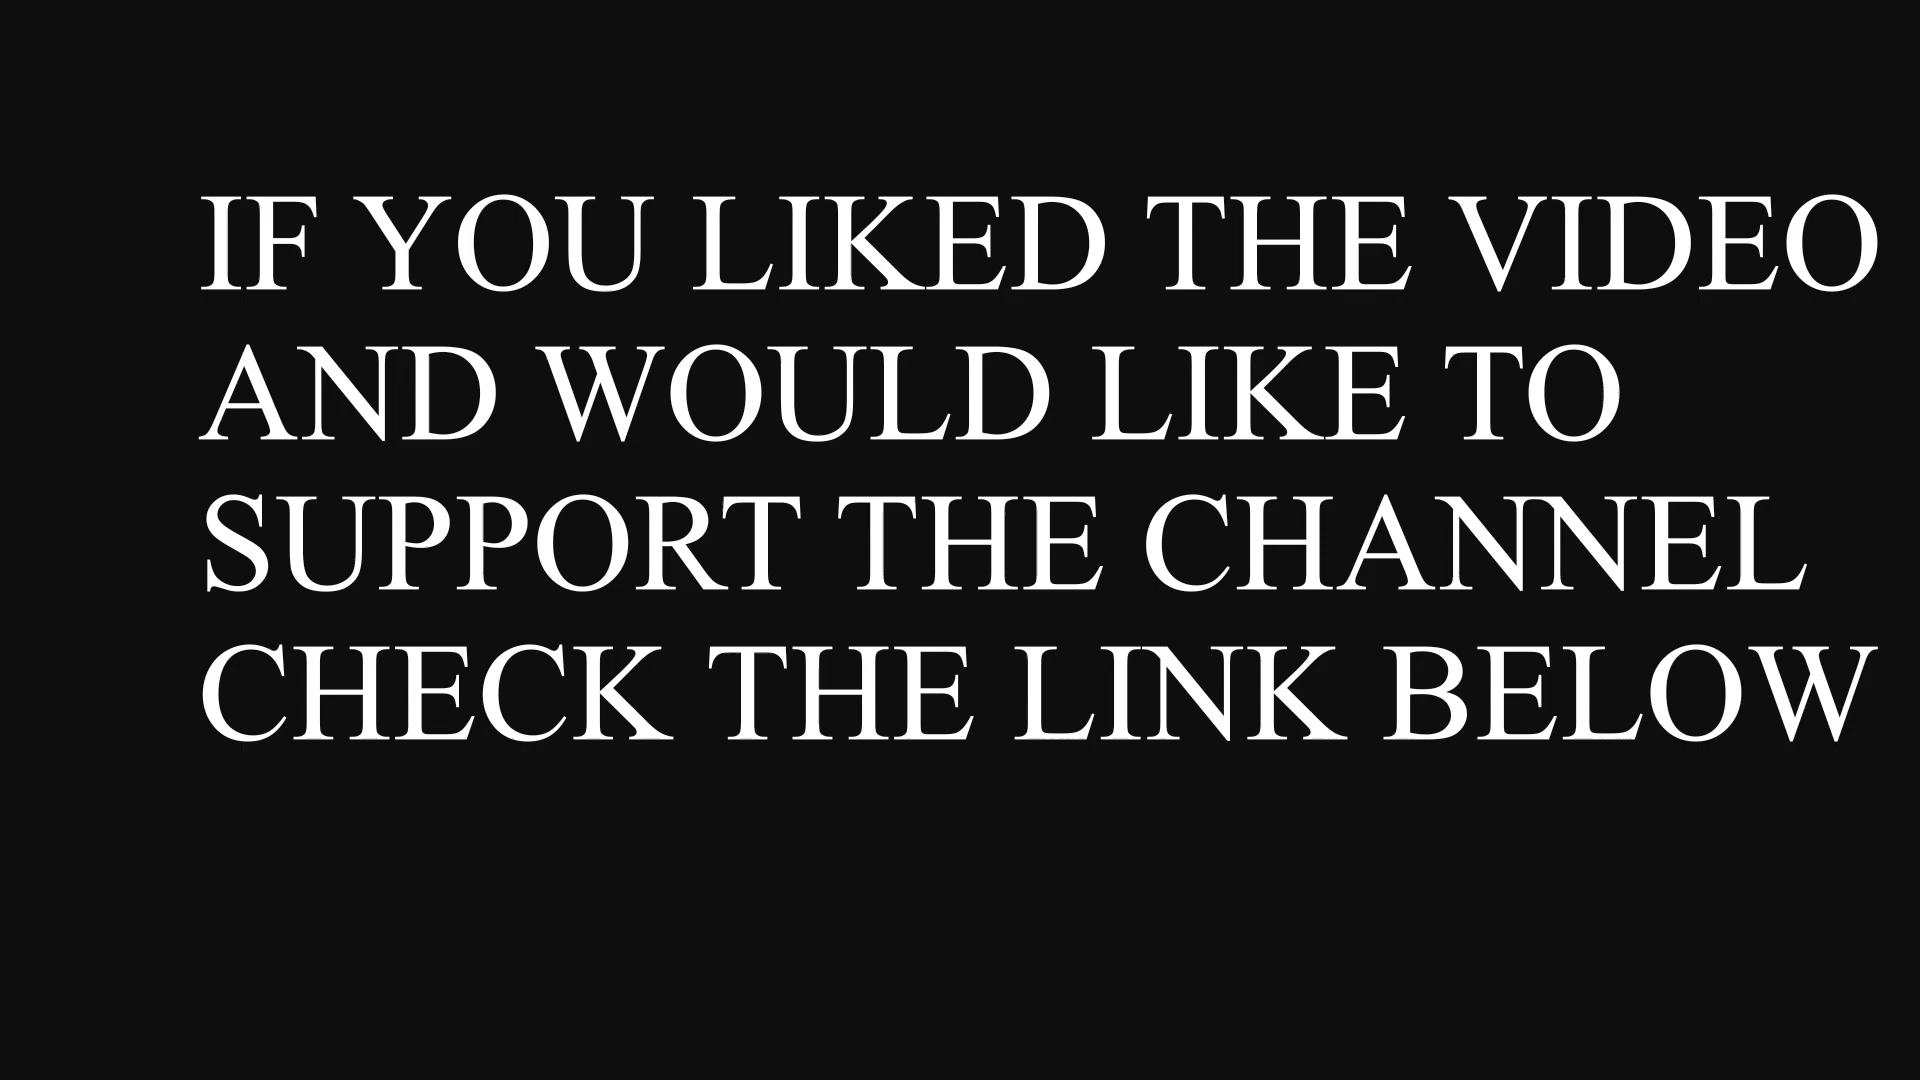 IF YOU LIKED THE VIDEO
AND WOULD LIKE TO
SUPPORT THE CHANNEL
CHECK THE LINK BELOW